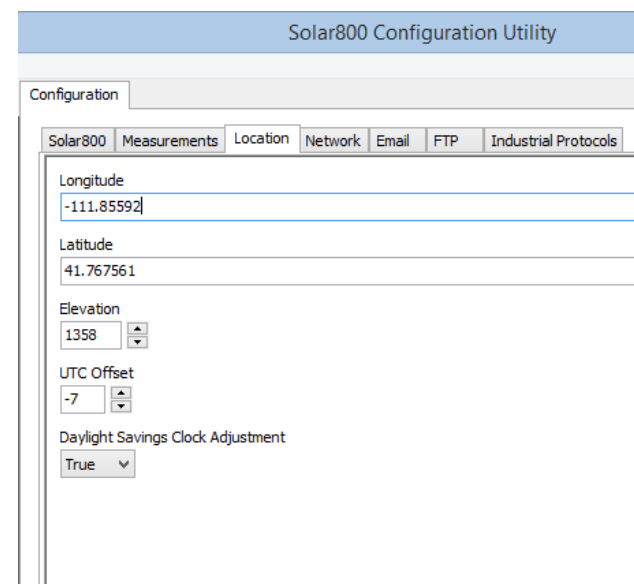 Solar800 Configuration Utility
Configuration
Solar800 Measurements Location Network Email FTP Industrial Protocols
Longitude
-111.85592
Latitude
41.767561
Elevation
1358
UTC Offset
-7
Daylight Savings Clock Adjustment
True